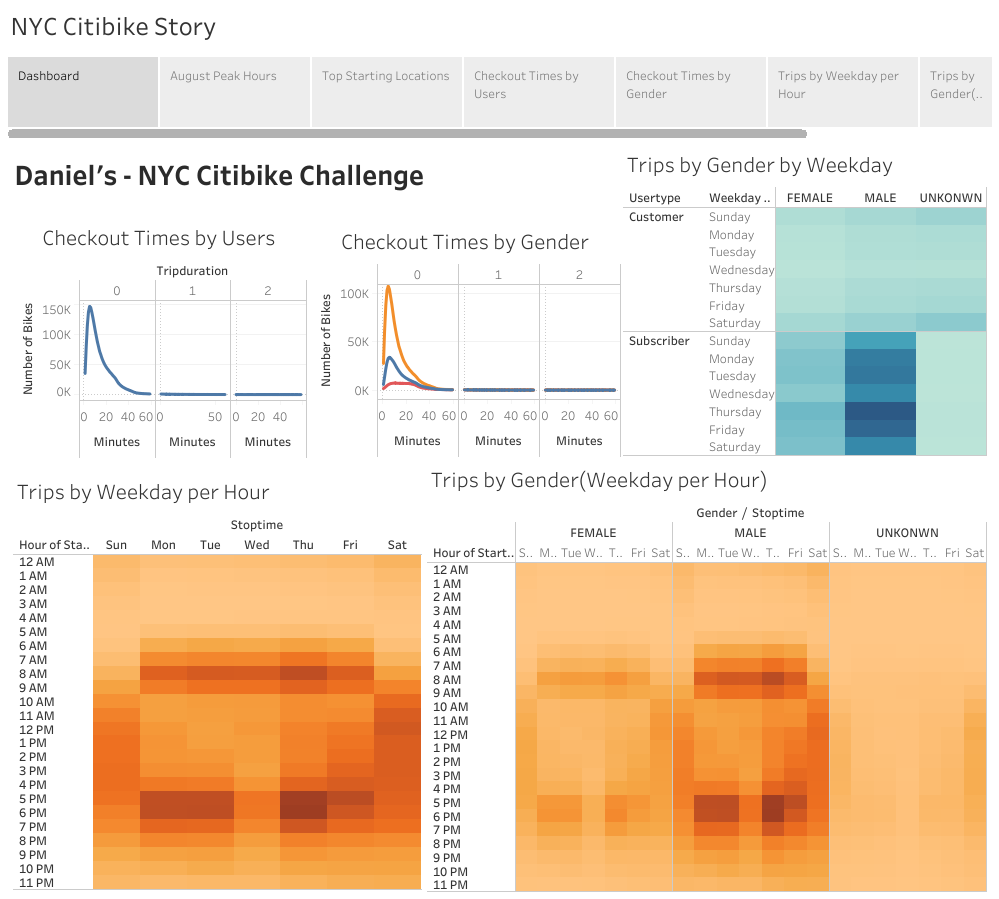 NYC Citibike Story
Dashboard
August Peak Hours
Top Starting Locations
Checkout Times by
Users
Checkout Times by
Gender
Trips by Weekday per
Hour
Trips by
Gender(..
Daniel's - NYC Citibike Challenge
Checkout Times by Users
Tripduration
0 1 2
Number of Bikes
150K
100K
50K
0K
0 20 40 60 0 50 0 20 40
Minutes Minutes Minutes
Checkout Times by Gender
0 1 2
Number of Bikes
100K
50K
0K
0 20 40 60 0 20 40 60 0 20 40 60
Minutes Minutes Minutes
Trips by Gender by Weekday
Usertype Weekday .. FEMALE MALE UNKONWN
Customer Sunday
Monday
Tuesday
Wednesday
Thursday
Friday
Saturday
Subscriber Sunday
Monday
Tuesday
Wednesday
Thursday
Friday
Saturday
Trips by Weekday per Hour
Stoptime
Hour of Sta.. Sun Mon Tue Wed Thu Fri Sat
12 AM
1 AM
2 AM
3 AM
4 AM
5 AM
6 AM
7 AM
8 AM
9 AM
10 AM
11 AM
12 PM
1 PM
2 PM
3 PM
4 PM
5 PM
6 PM
7 PM
8 PM
9 PM
10 PM
11 PM
Trips by Gender(Weekday per Hour)
Gender / Stoptime
FEMALE MALE UNKONWN
Hour of Start.. S.. M.. Tue W.. T.. Fri Sat S.. M.. Tue W.. T.. Fri Sat S.. M.. Tue W.. T.. Fri Sat
12 AM
1 AM
2 AM
3 AM
4 AM
5 AM
6 AM
7 AM
8 AM
9 AM
10 AM
11 AM
12 PM
1 PM
2 PM
3 PM
4 PM
5 PM
6 PM
7 PM
8 PM
9 PM
10 PM
11 PM